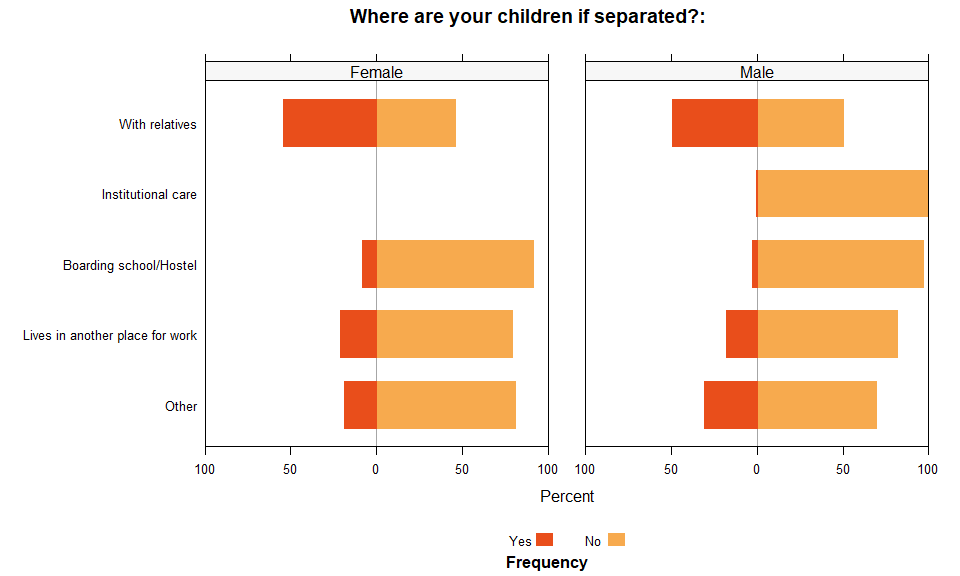 Where are your children if separated?:
Female Male
With relatives
Institutional care
Boarding school/Hostel
Lives in another place for work
Other
100 50 0 50 100 100 50 0 50 100
Percent
Yes No
Frequency